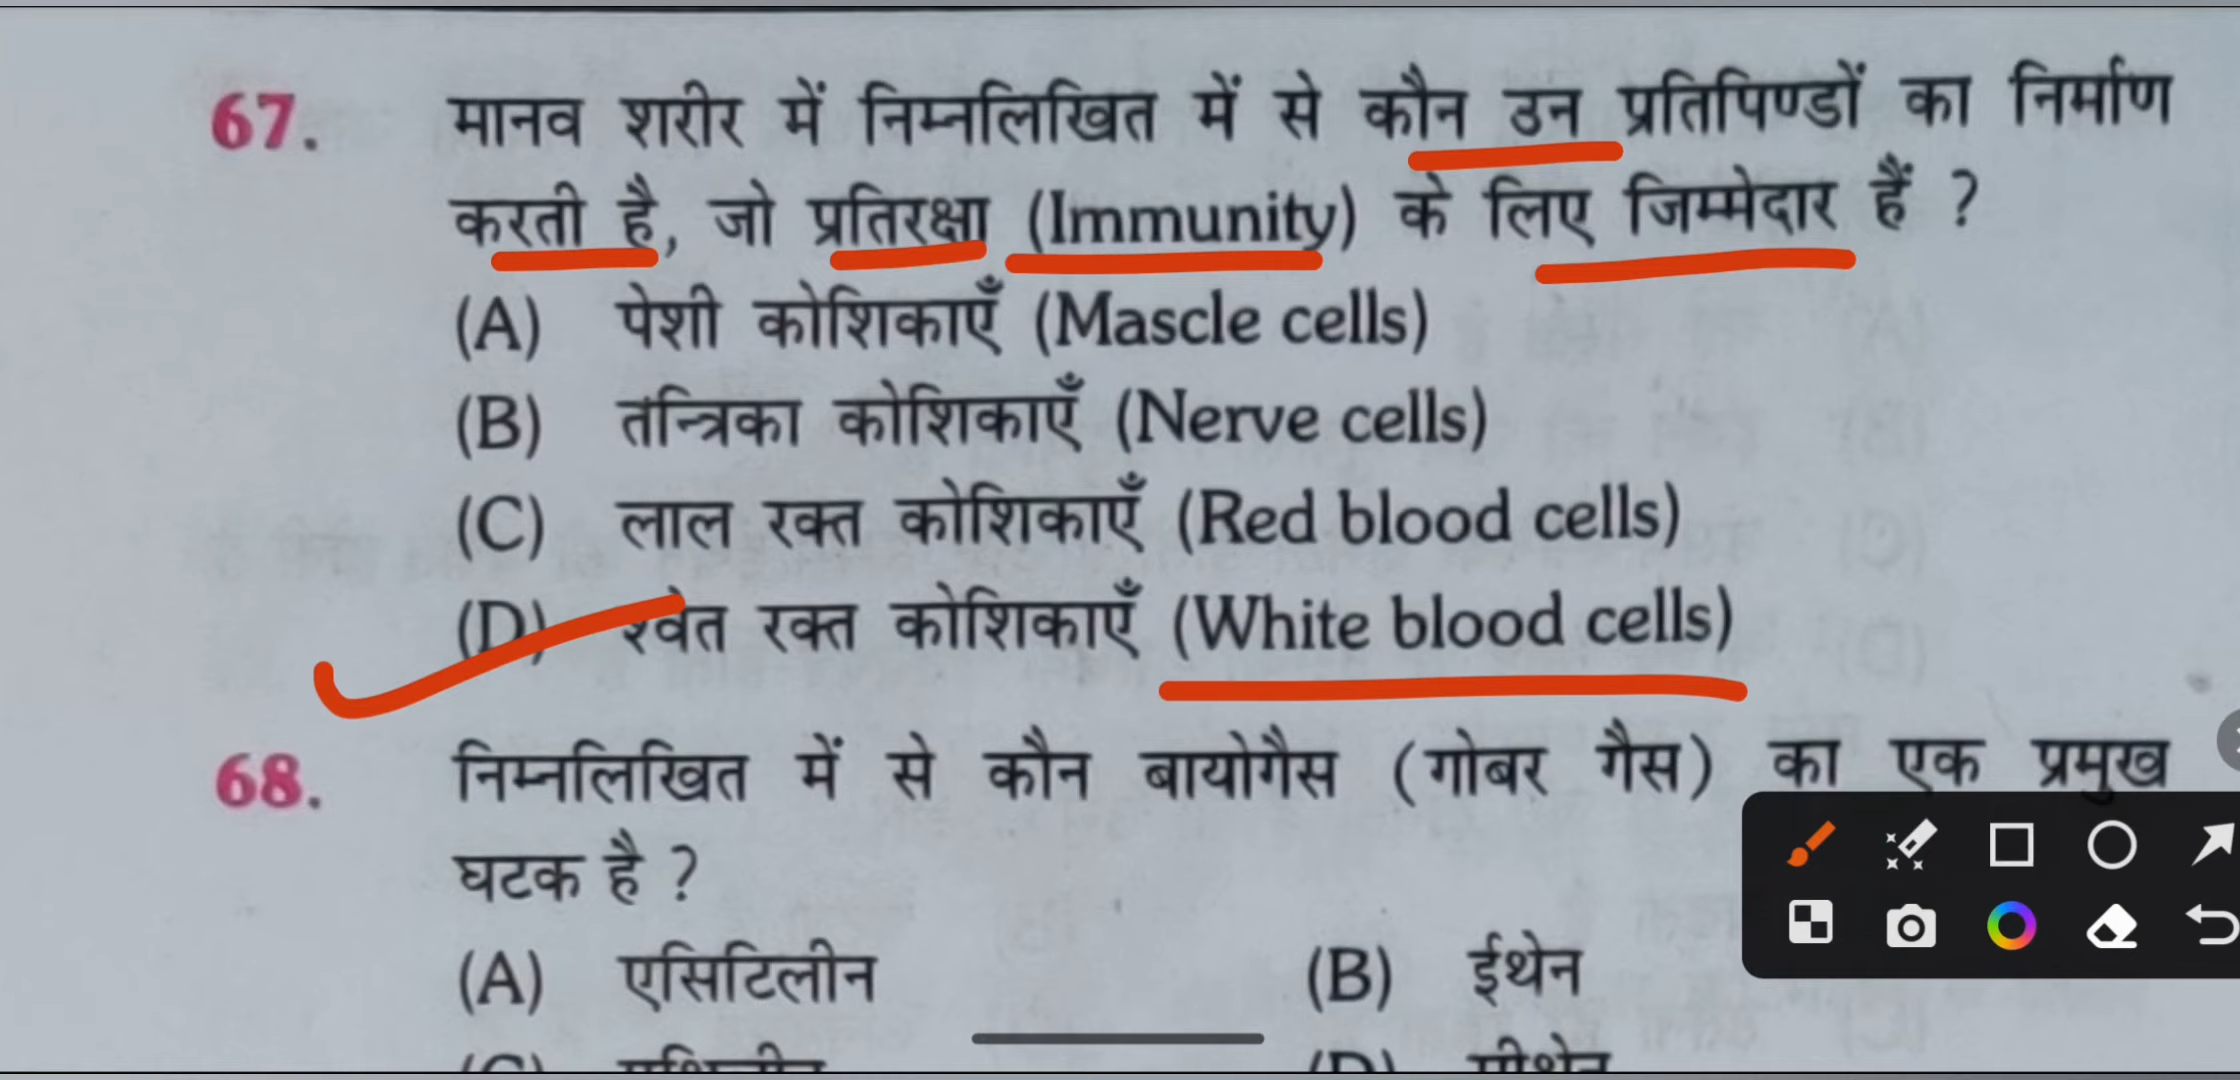 67. मानव शरीर में निम्नलिखित में से कौन उन प्रतिपिण्डों का निर्माण
करती है, जो प्रतिरक्षा (Immunity) के लिए जिम्मेदार हैं ?
(A) पेशी कोशिकाएँ (Mascle cells)
(B) तन्त्रिका कोशिकाएँ (Nerve cells)
(C) लाल रक्त कोशिकाएँ (Red blood cells)
(D) श्वेत रक्त कोशिकाएँ (White blood cells)
68. निम्नलिखित में से कौन बायोगैस (गोबर गैस) का एक प्रमुख
घटक है ?
(A) एसिटिलीन (B) ईथेन
(C) (D) मीथेन